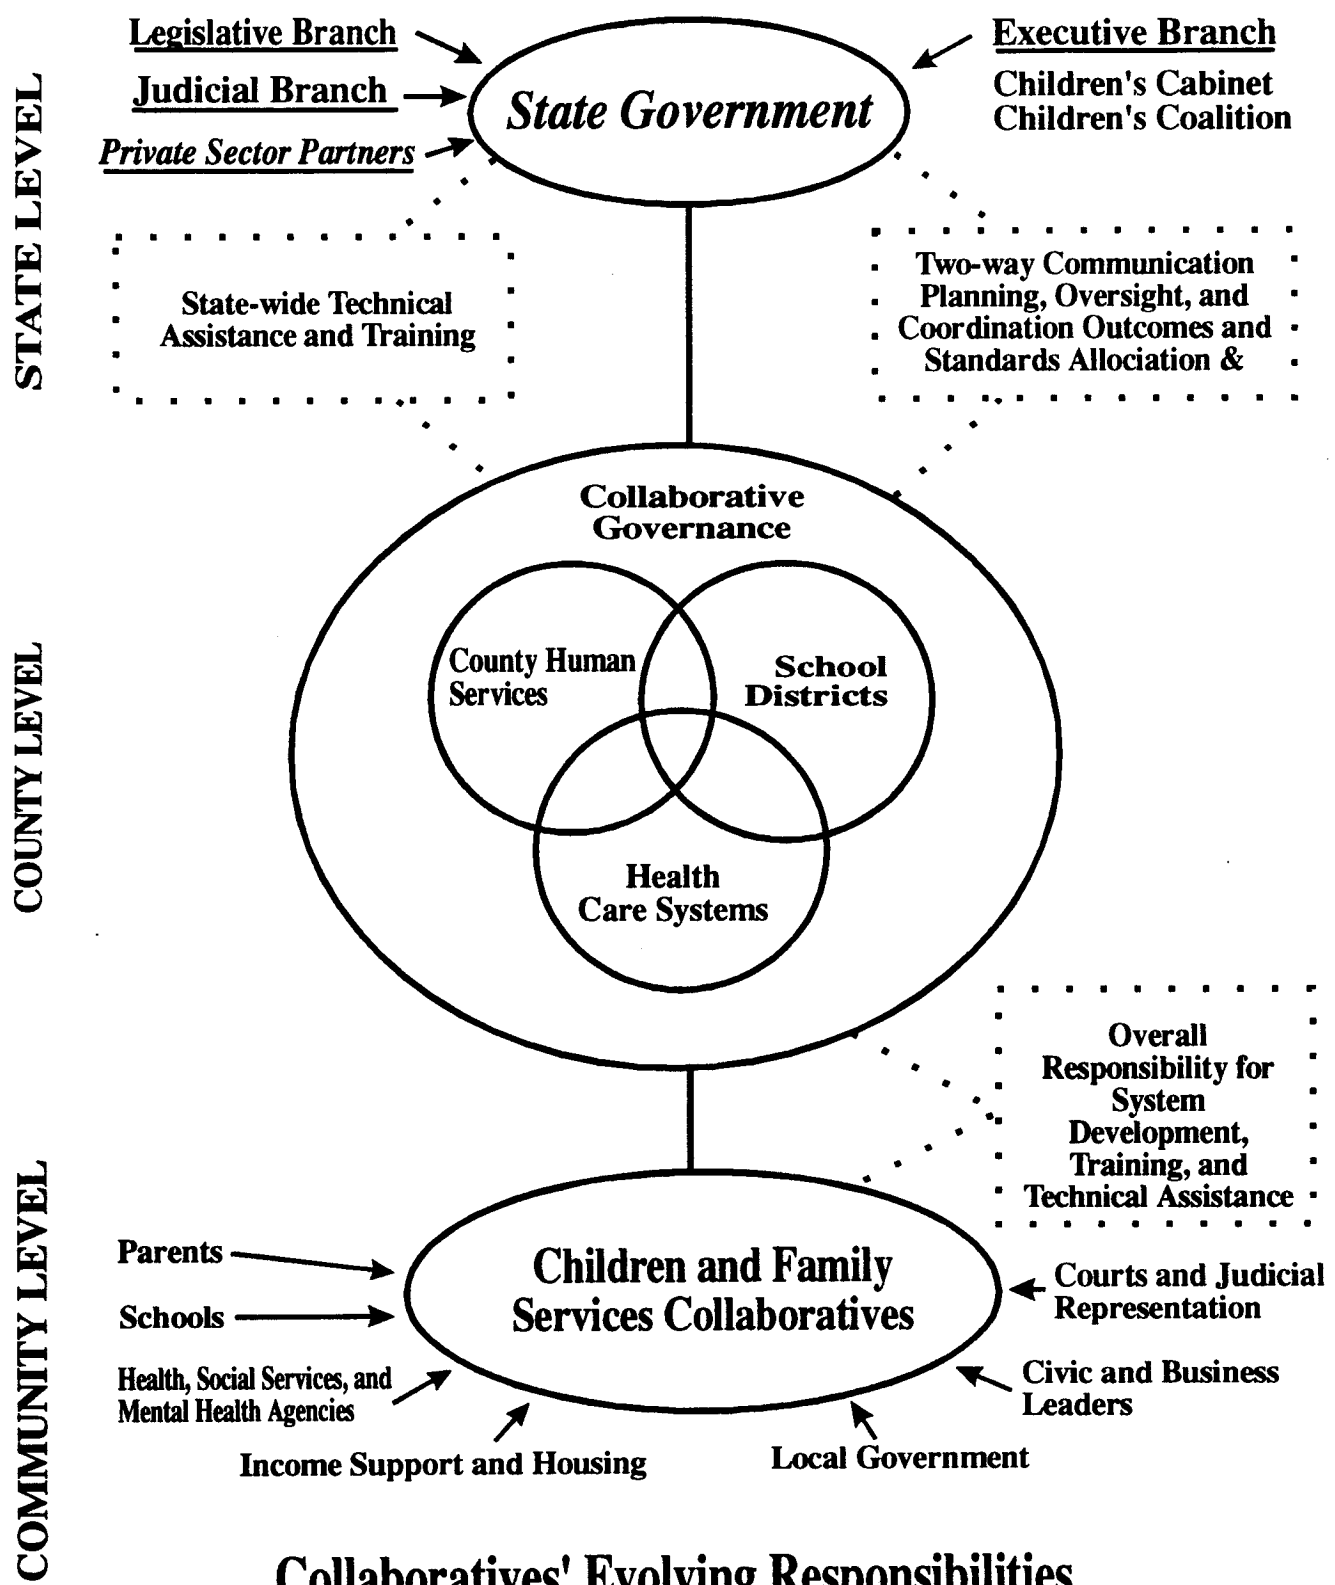 STATE LEVEL
Legislative Branch
Judicial Branch
Private Sector Partners
State Government
Executive Branch
Children's Cabinet
Children's Coalition
State-wide Technical
Assistance and Training
Two-way Communication
Planning, Oversight, and
Coordination Outcomes and
Standards Allociation &
COUNTY LEVEL
Collaborative
Governance
County Human
Services
School
Districts
Health
Care Systems
Overall
Responsibility for
System
Development,
Training, and
Technical Assistance
COMMUNITY LEVEL
Parents
Schools
Health, Social Services, and
Mental Health Agencies
Income Support and Housing
Children and Family
Services Collaboratives
Courts and Judicial
Representation
Civic and Business
Leaders
Local Government
Collaboratives' Evolving Responsibilities